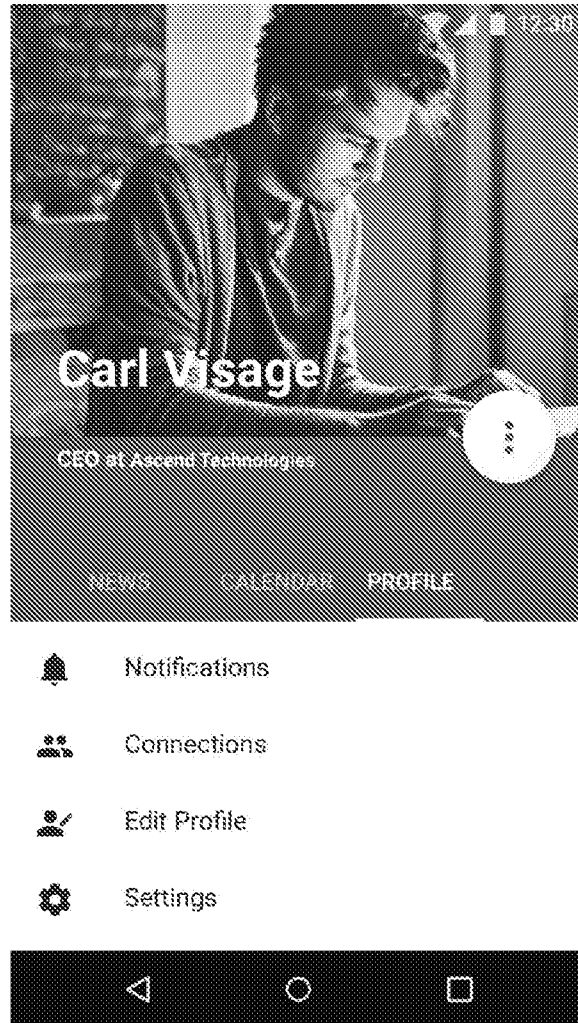 12:30
Carl Visage
CEO at Ascend Technologies
NEWS CALENDAR PROFILE
Notifications
Connections
Edit Profile
Settings